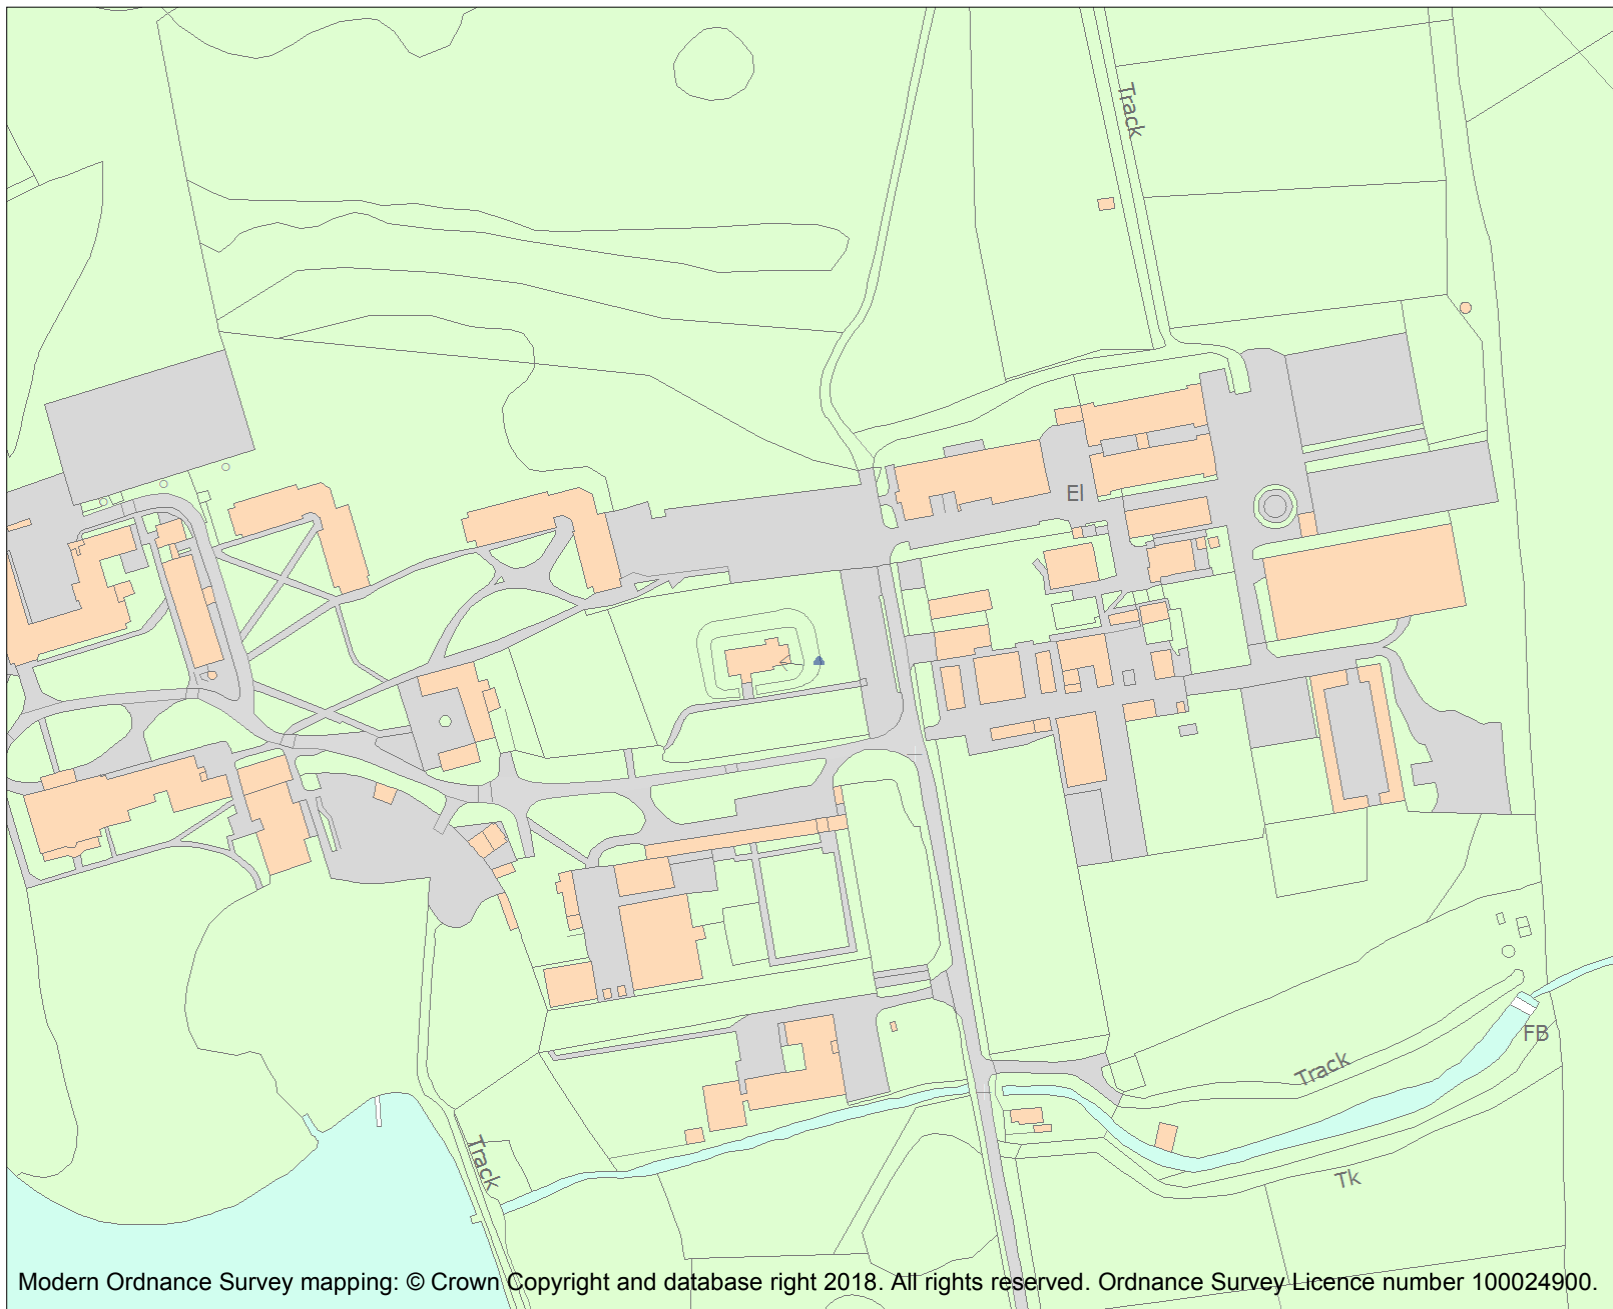 Track
El
FB
Track
Track
Tk
Modern Ordnance Survey mapping: © Crown Copyright and database right 2018. All rights reserved. Ordnance Survey Licence number 100024900.